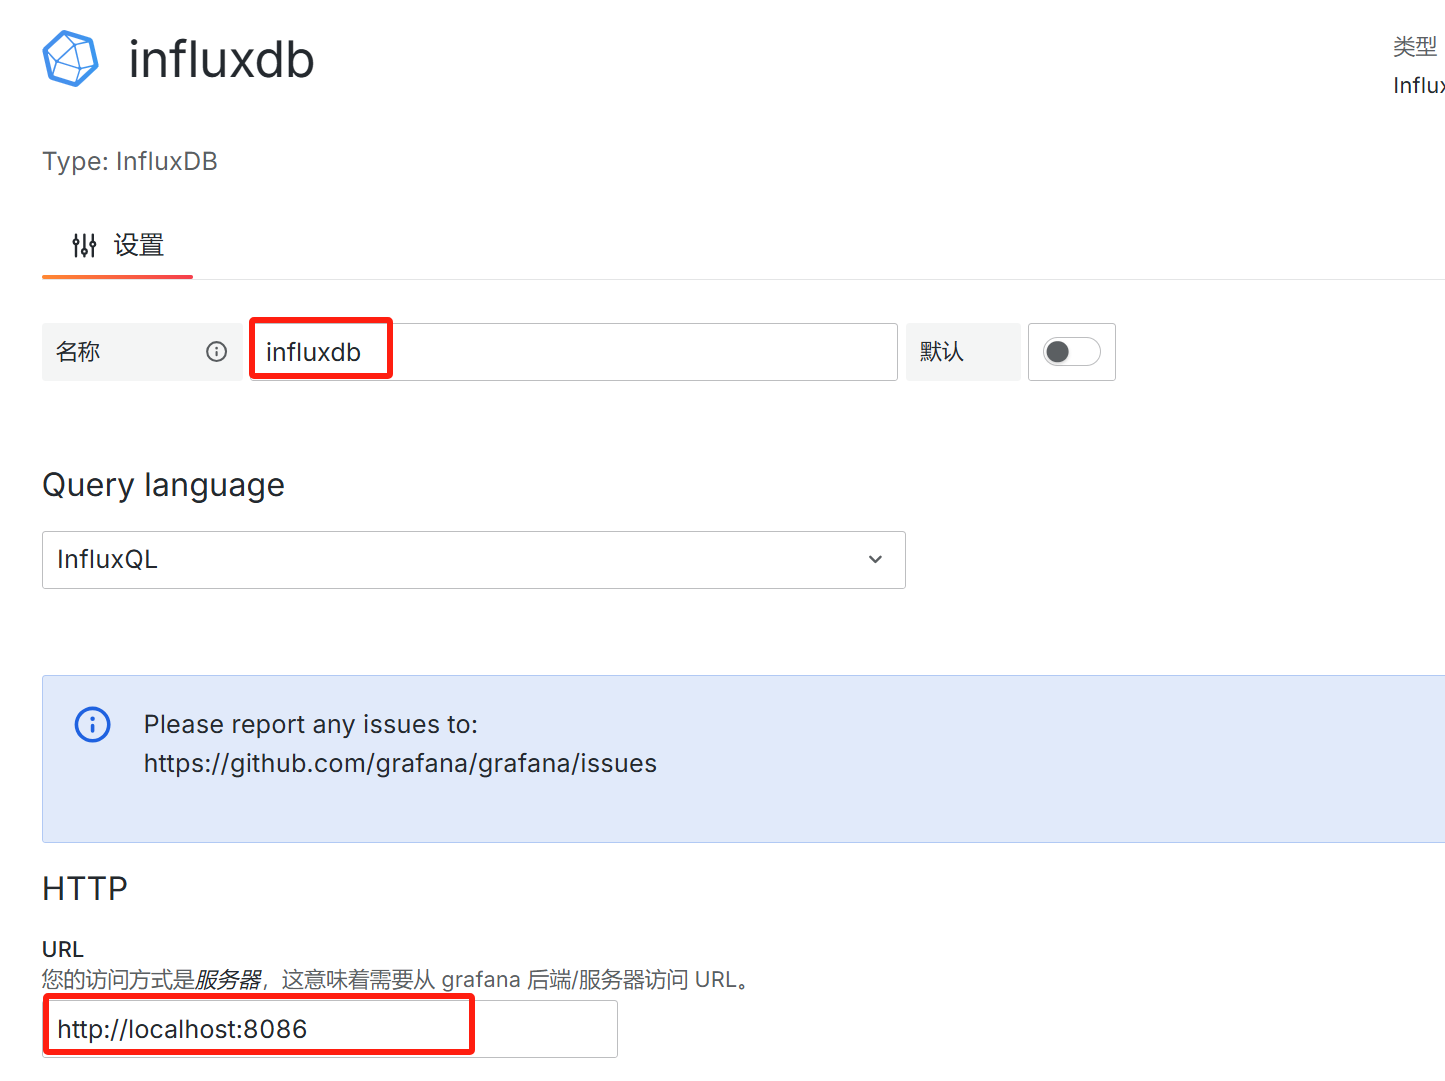 influxdb
类型
Influx
Type: InfluxDB
设置
名称
influxdb
默认
Query language
InfluxQL
Please report any issues to:
https://github.com/grafana/grafana/issues
HTTP
URL
您的访问方式是服务器，这意味着需要从 grafana 后端/服务器访问 URL。
http://localhost:8086